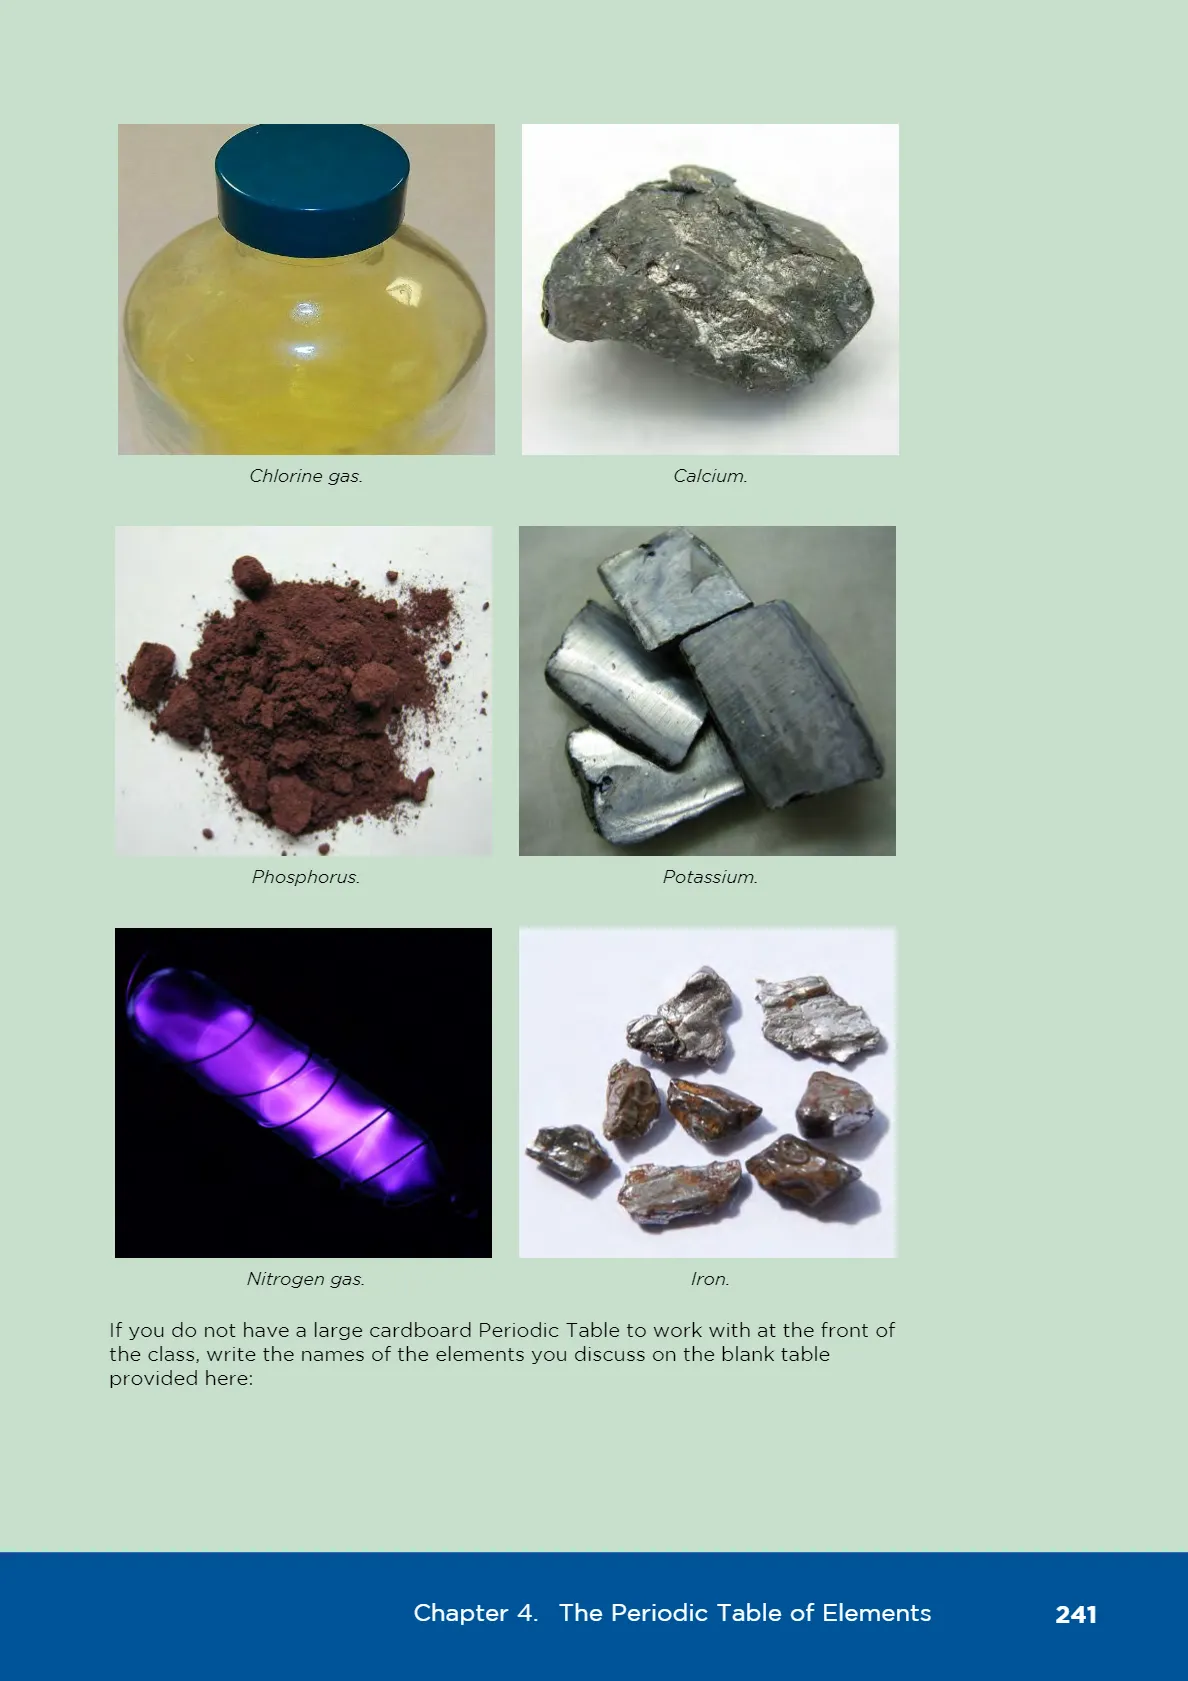 Chlorine gas.
Calcium.
Phosphorus.
Potassium.
Nitrogen gas.
Iron.
If you do not have a large cardboard Periodic Table to work with at the front of
the class, write the names of the elements you discuss on the blank table
provided here:
Chapter 4. The Periodic Table of Elements
241